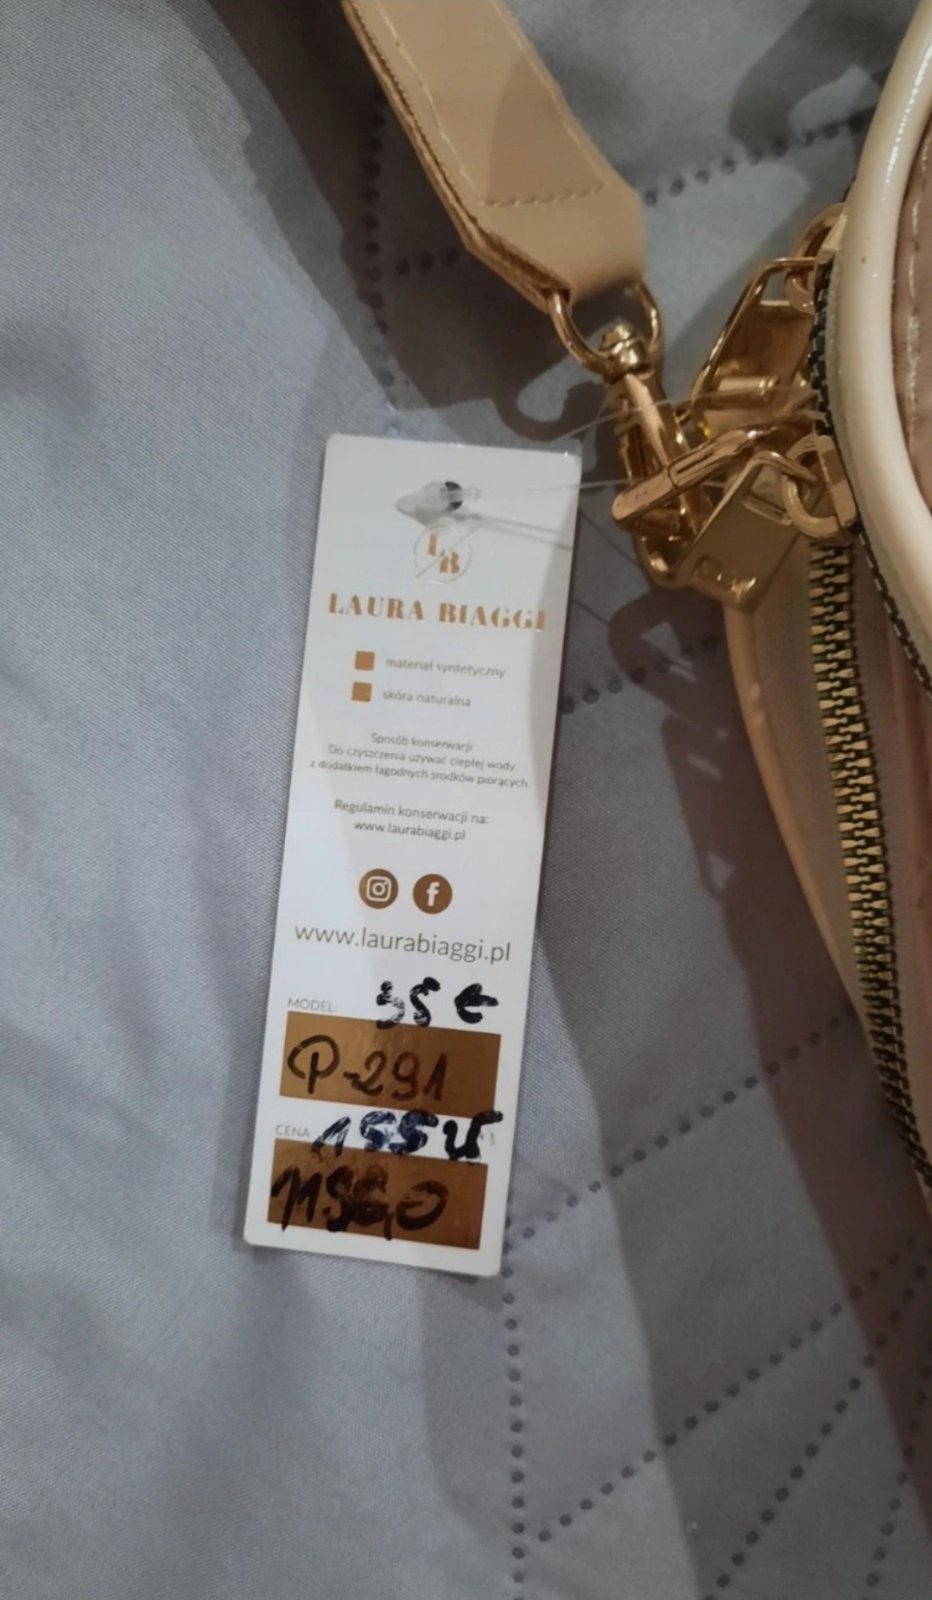 LB
LAURA BIAGGI
materiał syntetyczny
skóra naturalna
Sposób konserwacji
Do czyszczenia używać ciepłej wody
z dodatkiem łagodnych środków piorących.
Regulamin konserwacji na:
www.laurabiaggi.pl
www.laurabiaggi.pl
MODEL:
P-291
CENA